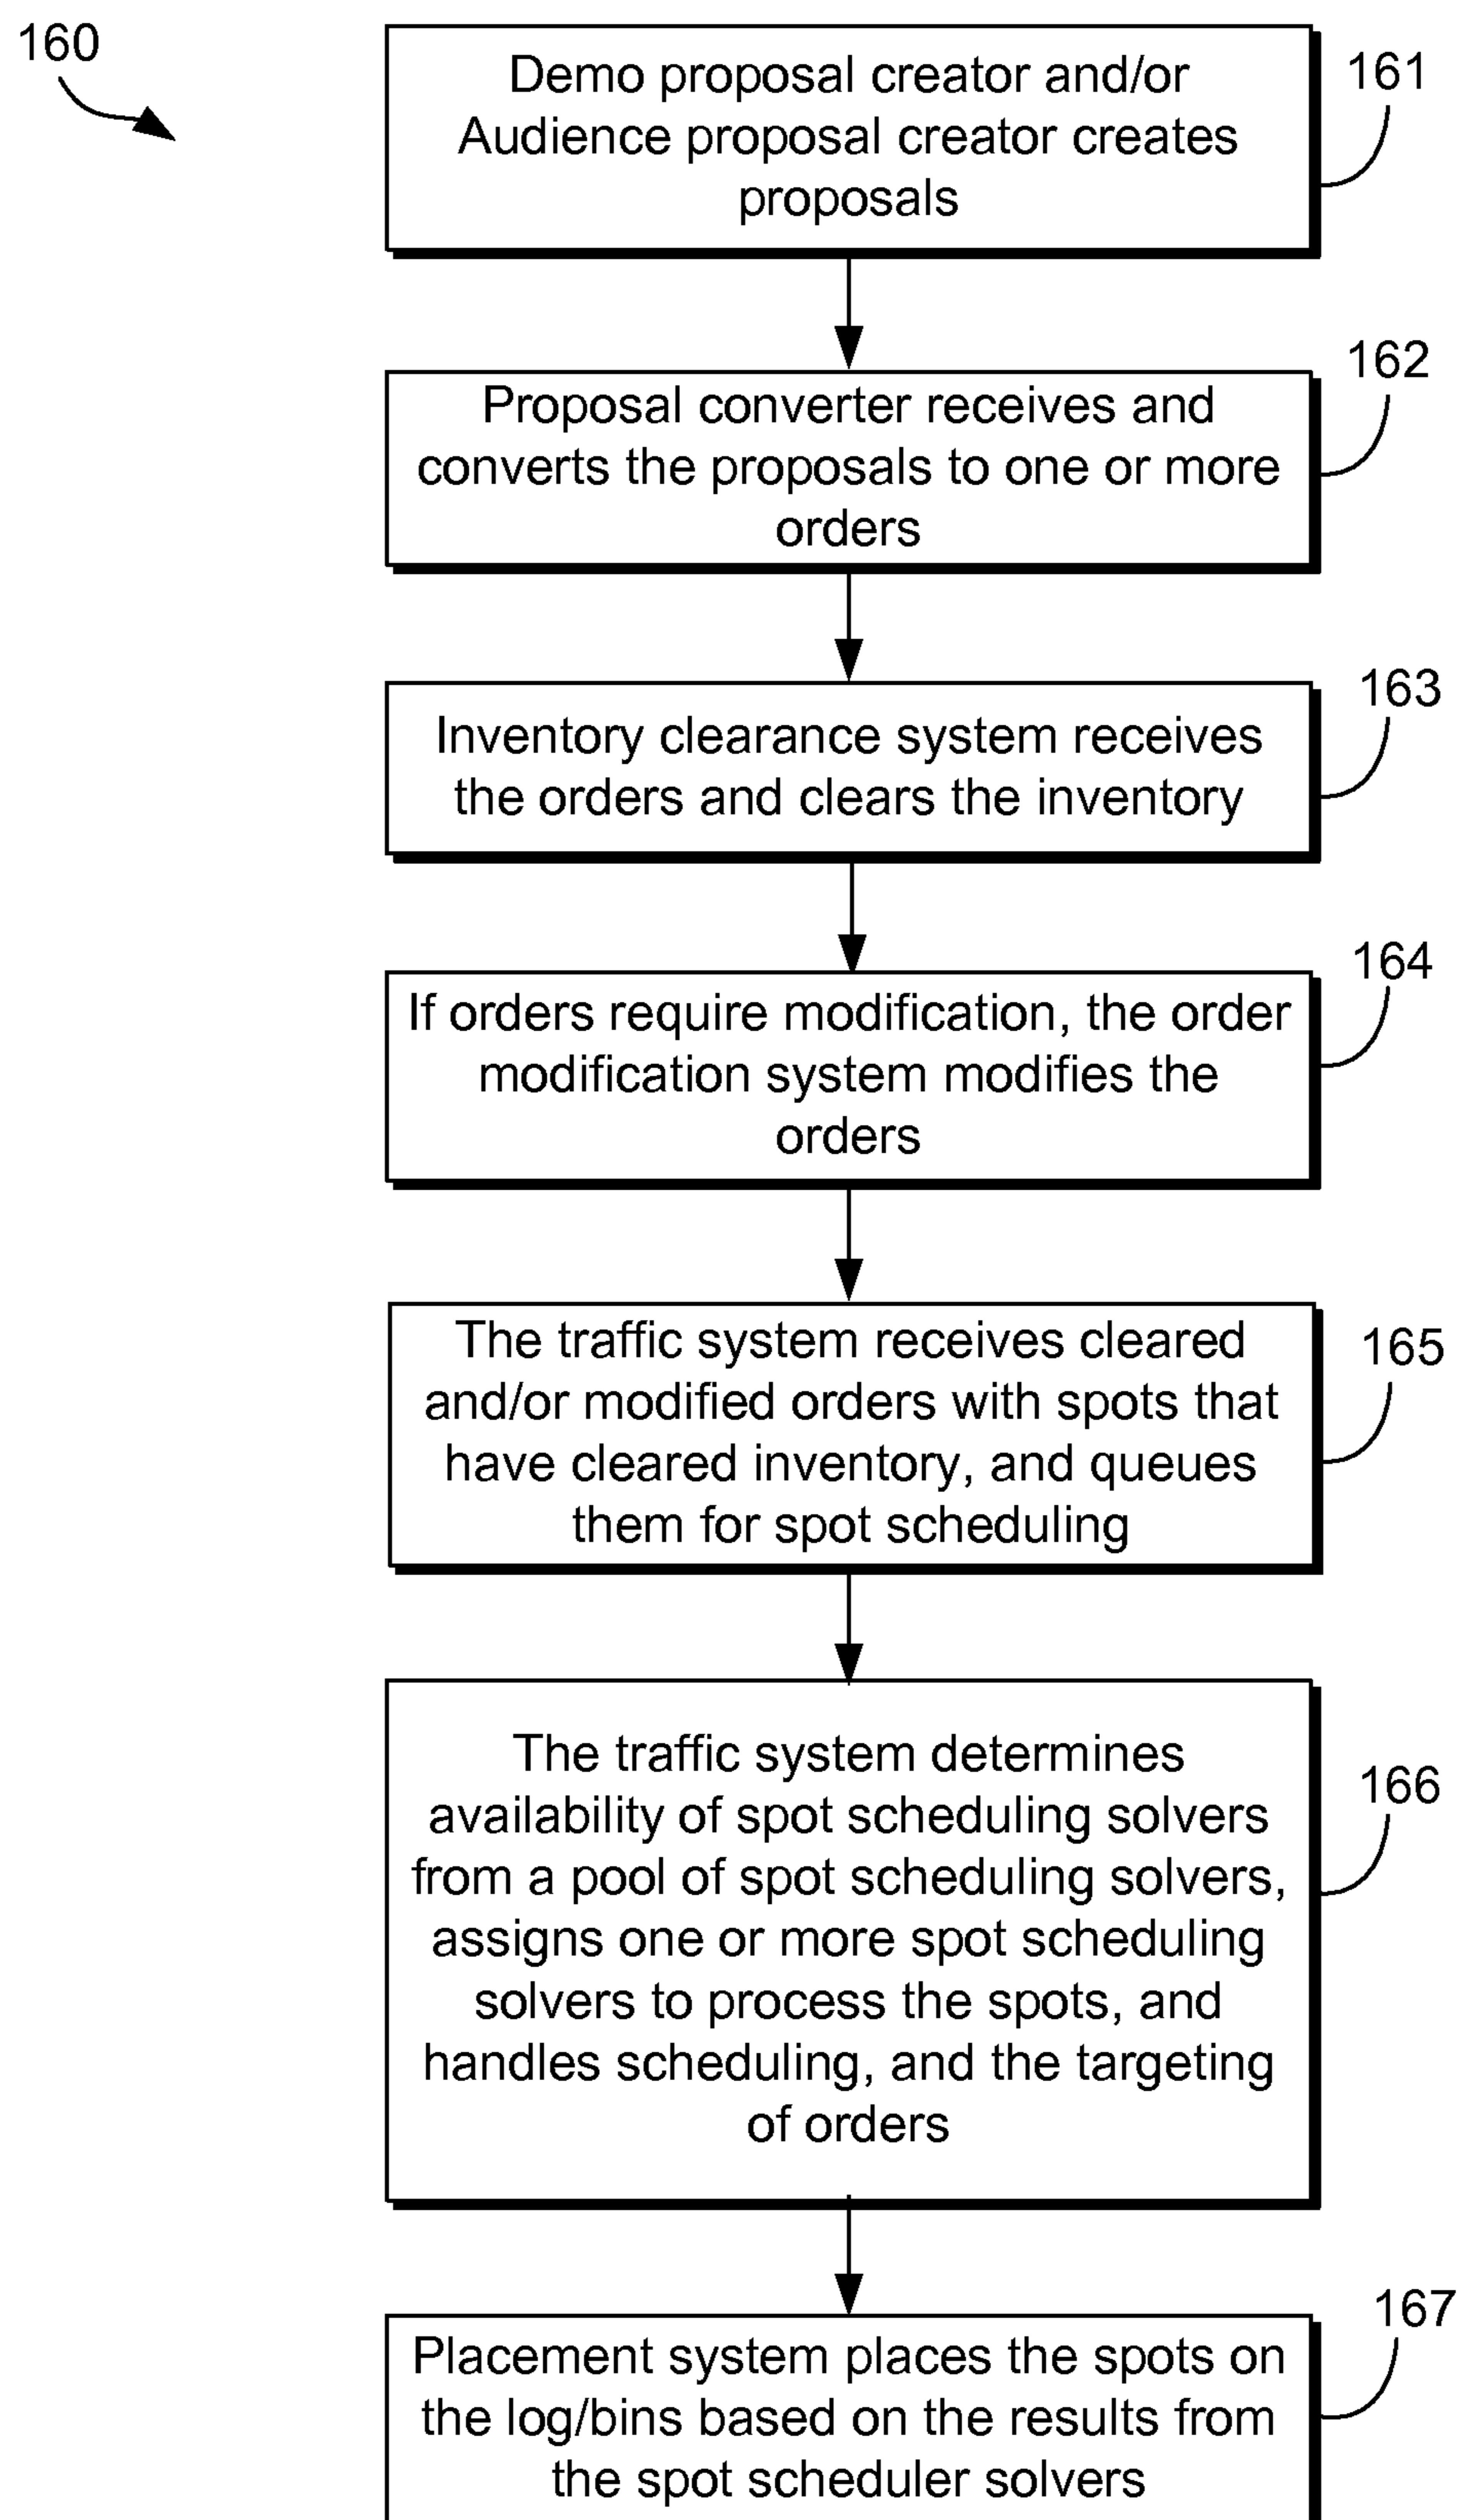 160
Demo proposal creator and/or
Audience proposal creator creates
proposals
161
Proposal converter receives and
converts the proposals to one or more
orders
162
Inventory clearance system receives
the orders and clears the inventory
163
If orders require modification, the order
modification system modifies the
orders
164
The traffic system receives cleared
and/or modified orders with spots that
have cleared inventory, and queues
them for spot scheduling
165
The traffic system determines
availability of spot scheduling solvers
from a pool of spot scheduling solvers,
assigns one or more spot scheduling
solvers to process the spots, and
handles scheduling, and the targeting
of orders
166
Placement system places the spots on
the log/bins based on the results from
the spot scheduler solvers
167